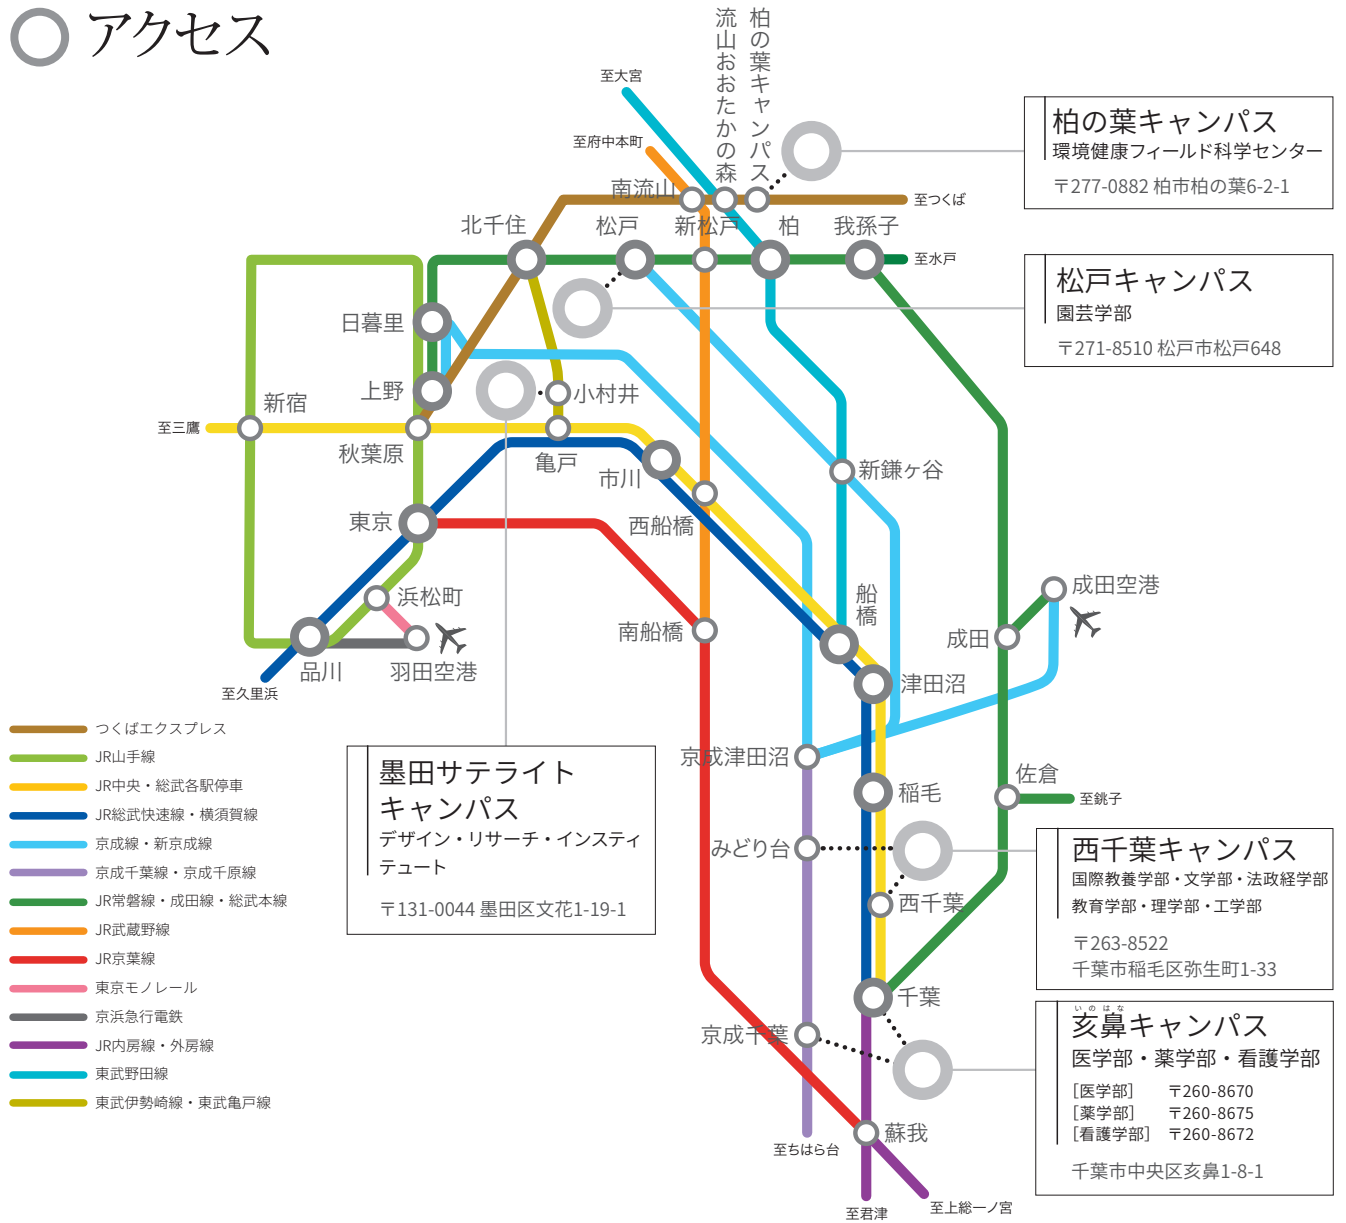 アクセス
至大宮
流山おおたかの森
柏の葉キャンパス
至府中本町
南流山
至つくば
北千住
松戸
新松戸
柏
我孫子
至水戸
日暮里
上野
小村井
新宿
至三鷹
秋葉原
亀戸
市川
新鎌ヶ谷
東京
西船橋
浜松町
船橋
成田空港
南船橋
成田
品川
羽田空港
至久里浜
津田沼
京成津田沼
佐倉
至銚子
稲毛
みどり台
西千葉
千葉
京成千葉
蘇我
至ちはら台
至君津
至上総一ノ宮
柏の葉キャンパス
環境健康フィールド科学センター
〒277-0882 柏市柏の葉6-2-1
松戸キャンパス
園芸学部
〒271-8510 松戸市松戸648
墨田サテライト
キャンパス
デザイン・リサーチ・インスティ
テュート
〒131-0044 墨田区文花1-19-1
西千葉キャンパス
国際教養学部・文学部・法政経学部
教育学部・理学部・工学部
〒263-8522
千葉市稲毛区弥生町1-33
いのはな
亥鼻キャンパス
医学部・薬学部・看護学部
［医学部］ 〒260-8670
［薬学部］ 〒260-8675
［看護学部］ 〒260-8672
千葉市中央区亥鼻1-8-1
つくばエクスプレス
JR山手線
JR中央・総武各駅停車
JR総武快速線・横須賀線
京成線・新京成線
京成千葉線・京成千原線
JR常磐線・成田線・総武本線
JR武蔵野線
JR京葉線
東京モノレール
京浜急行電鉄
JR内房線・外房線
東武野田線
東武伊勢崎線・東武亀戸線